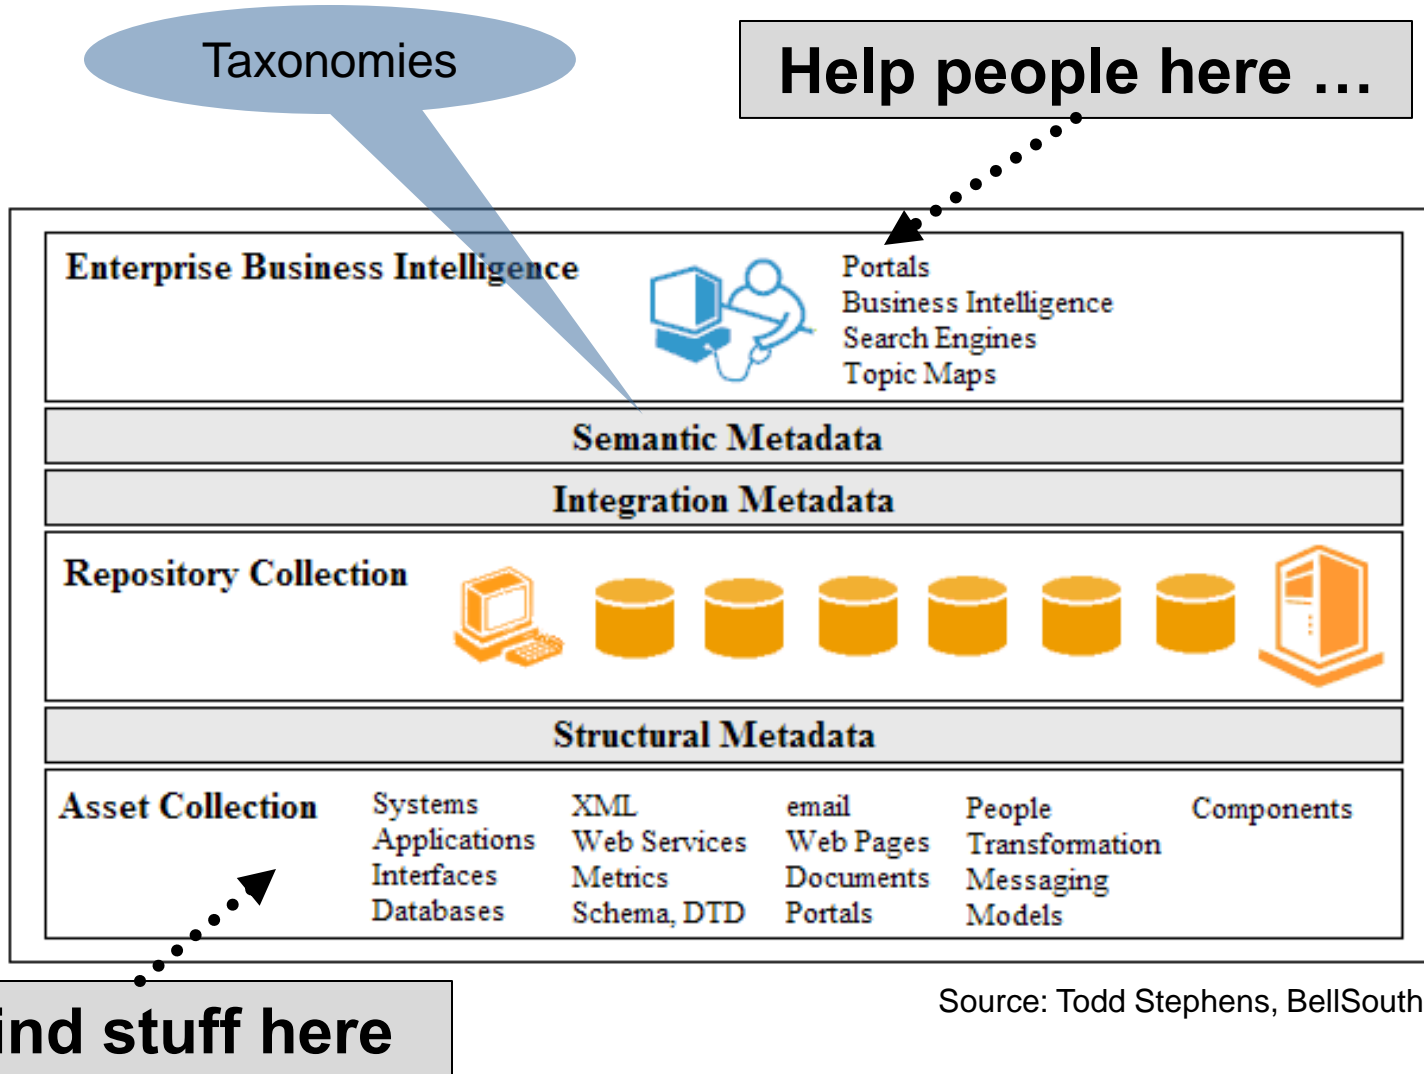 Taxonomies
Help people here …
Enterprise Business Intelligence
Portals
Business Intelligence
Search Engines
Topic Maps
Semantic Metadata
Integration Metadata
Repository Collection
Structural Metadata
Asset Collection
Systems
Applications
Interfaces
Databases
XML
Web Services
Metrics
Schema, DTD
email
Web Pages
Documents
Portals
People
Transformation
Messaging
Models
Components
ind stuff here
Source: Todd Stephens, BellSouth